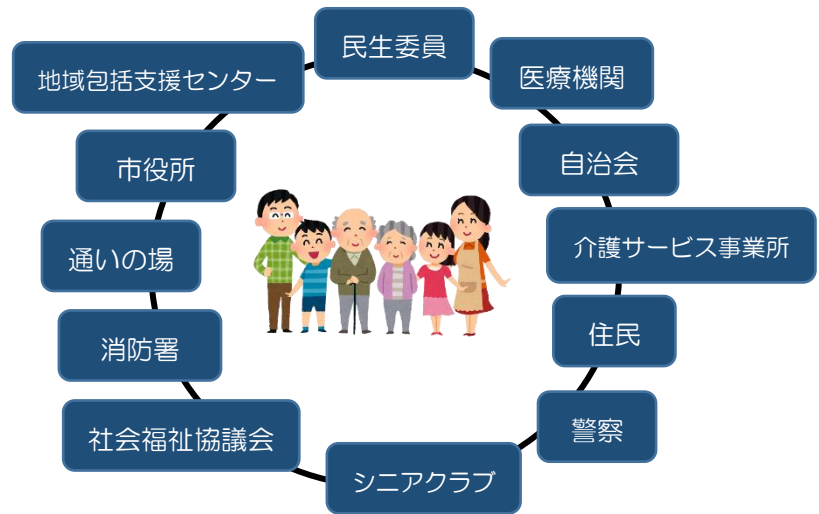 民生委員
医療機関
自治会
介護サービス事業所
住民
警察
シニアクラブ
社会福祉協議会
消防署
通いの場
市役所
地域包括支援センター